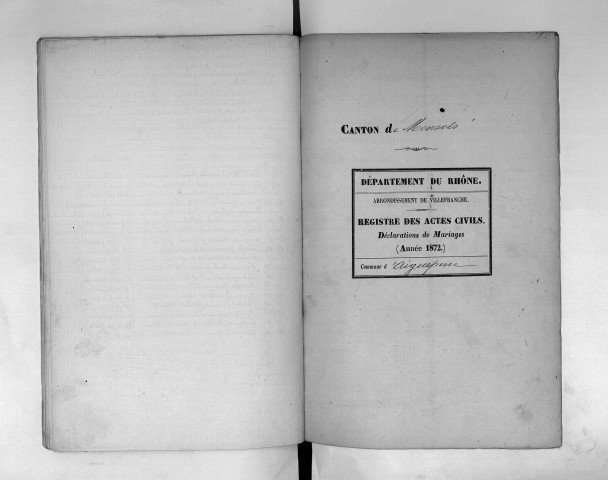 CANTON de Monsols
DÉPARTEMENT DU RHÔNE.
ARRONDISSEMENT DE VILLEFRANCHE.
REGISTRE DES ACTES CIVILS.
Déclarations de Mariages
(Année 1872.)
Commune d'Aigueperse